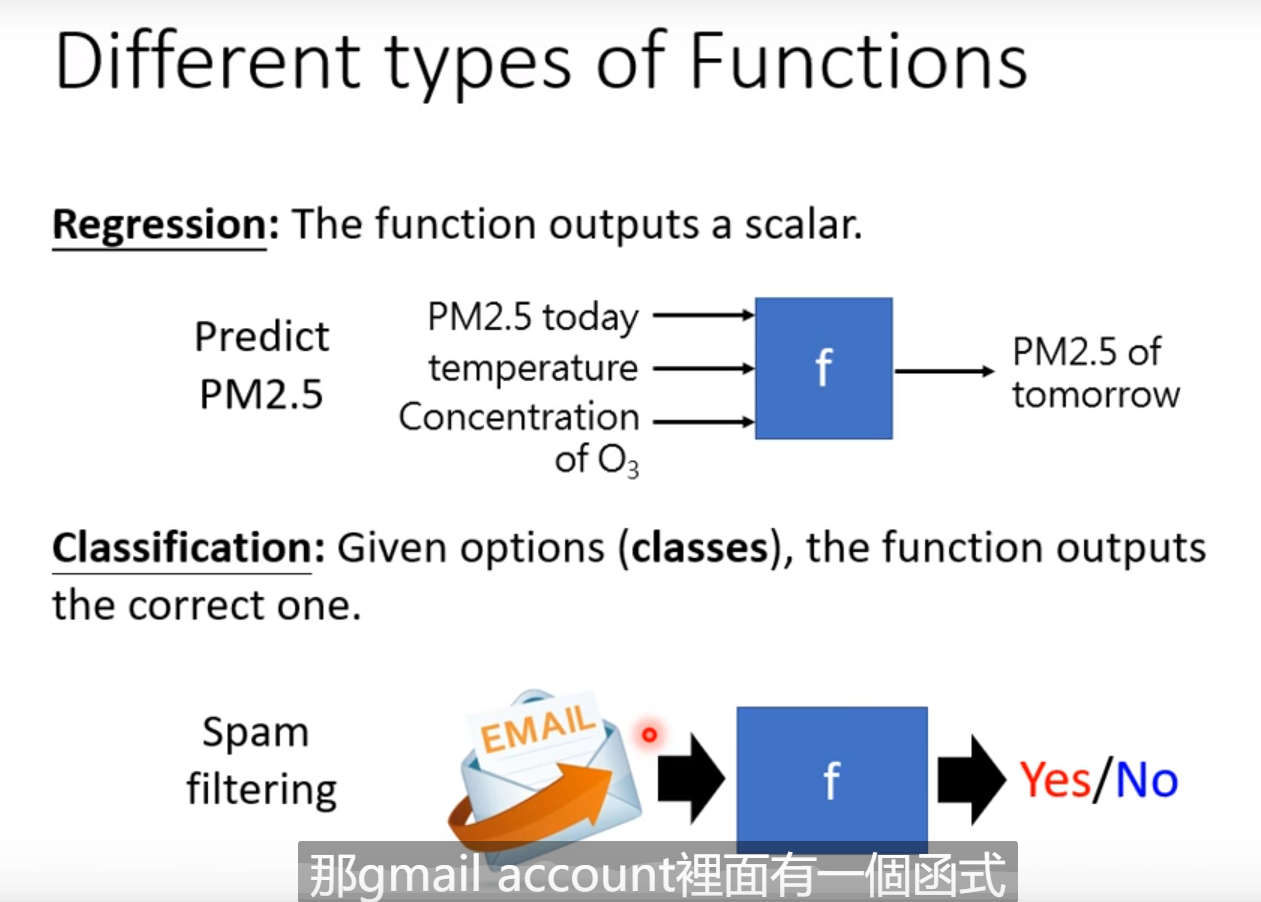 Different types of Functions
Regression: The function outputs a scalar.
Predict
PM2.5
PM2.5 today
temperature
Concentration
of O₃
f
PM2.5 of
tomorrow
Classification: Given options (classes), the function outputs
the correct one.
Spam
filtering
EMAIL
f
Yes/No
那gmail account裡面有一個函式